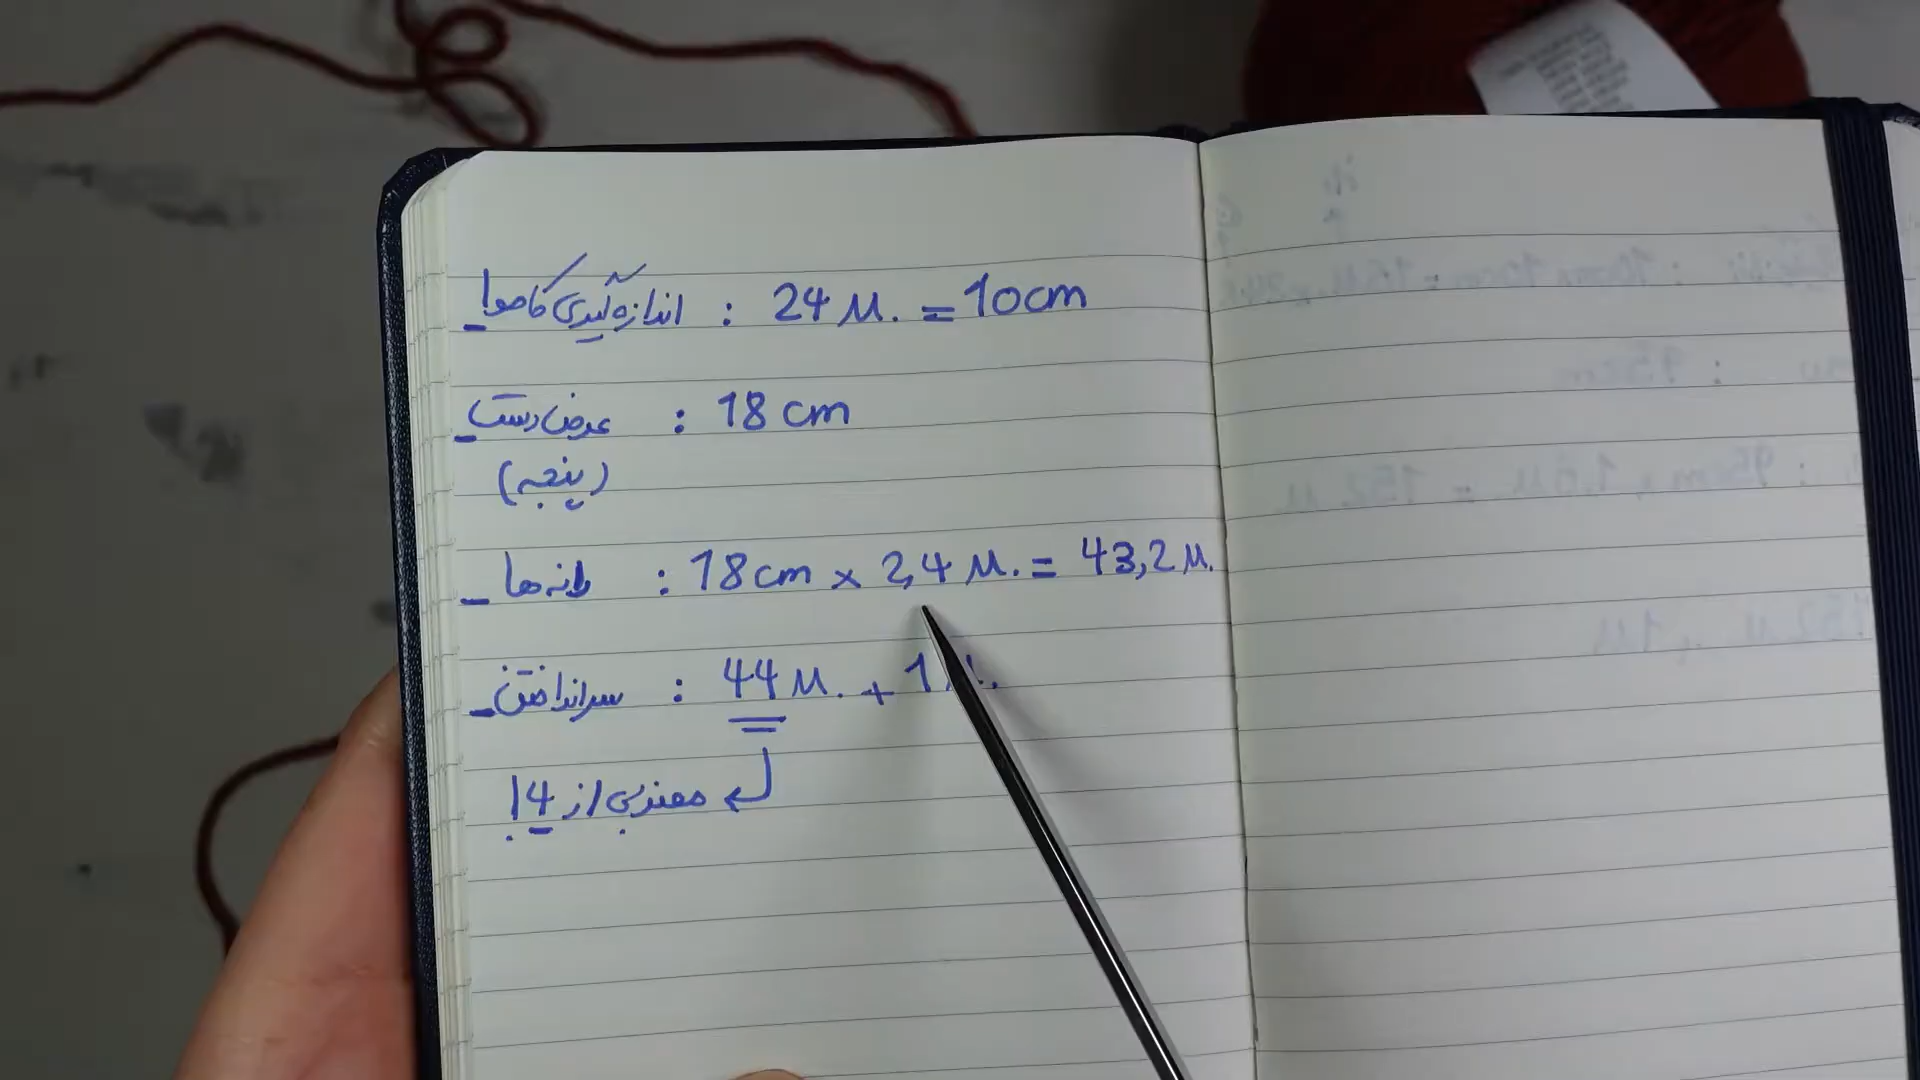 اندازه‌گیری کاموا : 24 M. = 10cm
عرض دست : 18 cm
(پنجه)
دانه‌ها : 18cm × 2,4 M. = 43,2 M.
سرانداختن : 44 M. + 1 M.
مضربی از 4!